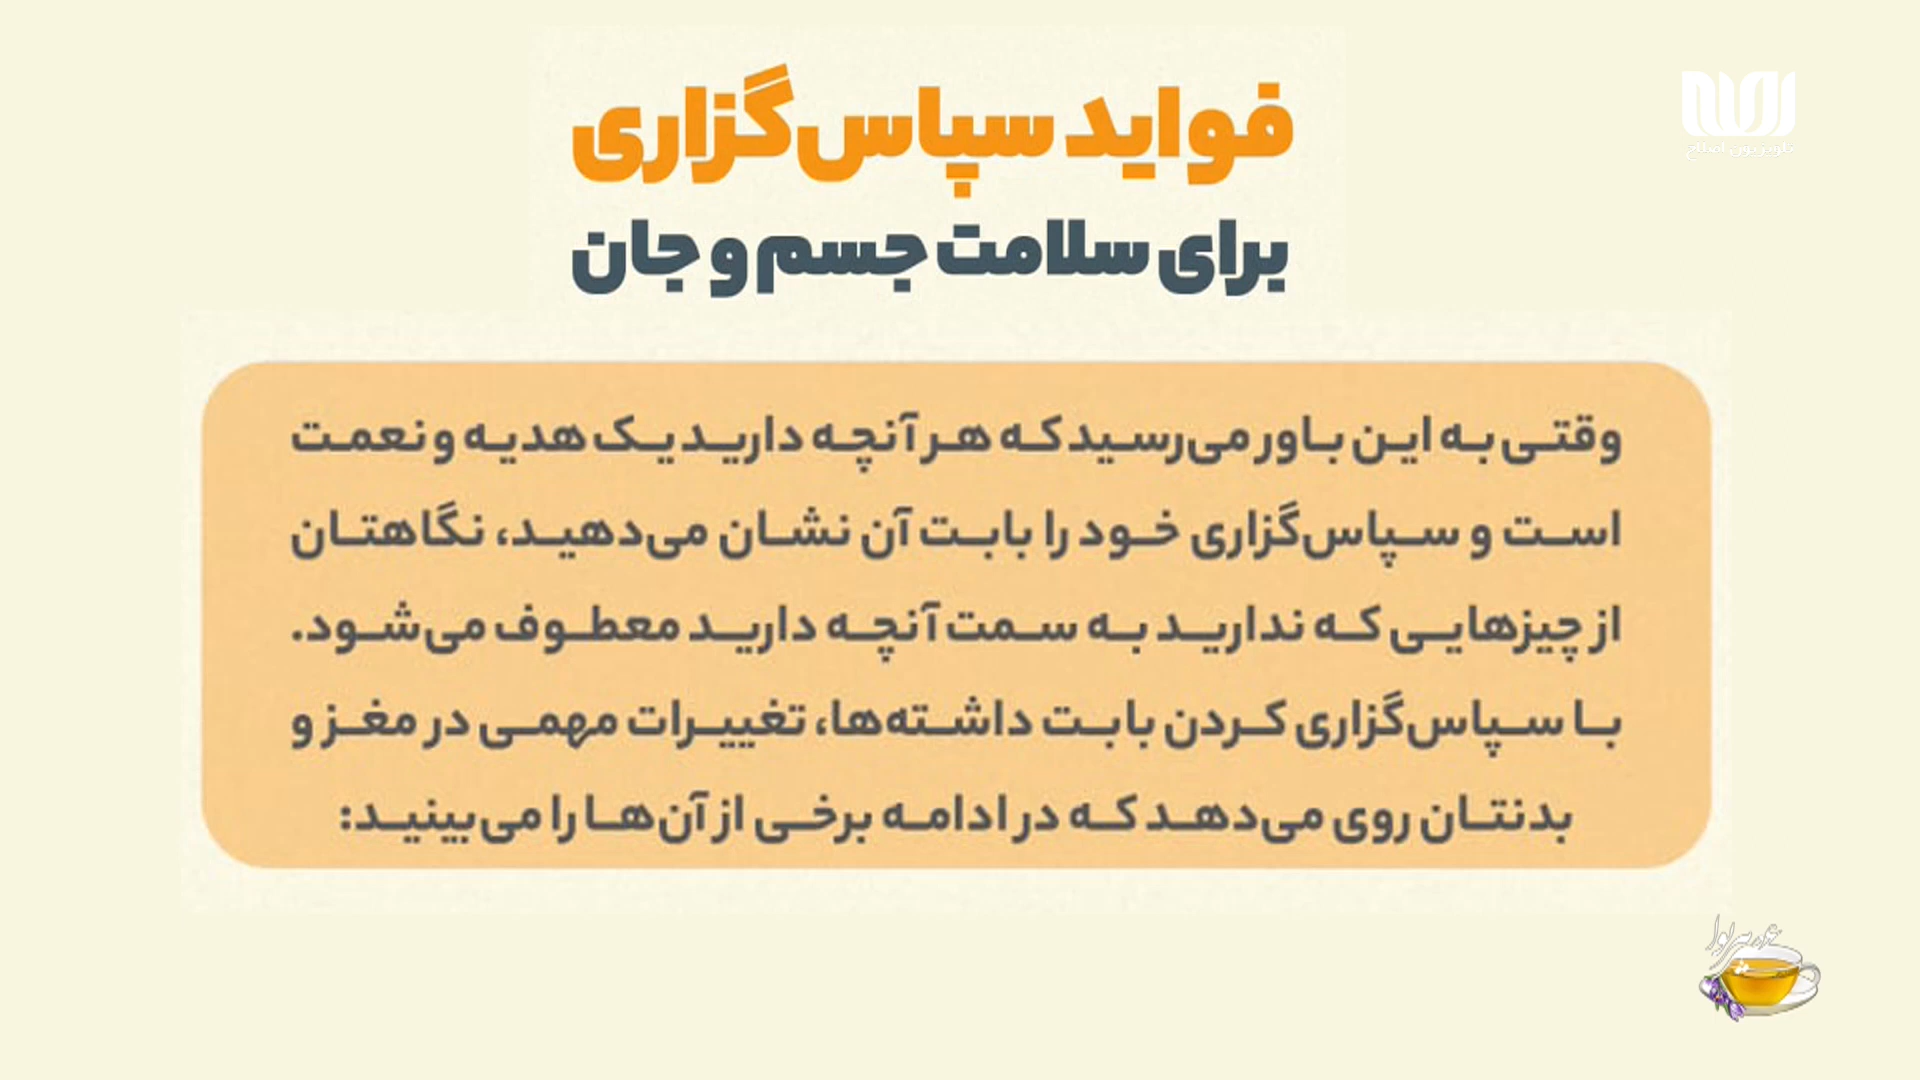 فواید سپاس‌گزاری
برای سلامت جسم و جان
وقتی به این باور می‌رسید که هر آنچه دارید یک هدیه و نعمت
است و سپاس‌گزاری خود را بابت آن نشان می‌دهید، نگاهتان
از چیزهایی که ندارید به سمت آنچه دارید معطوف می‌شود.
با سپاس‌گزاری کردن بابت داشته‌ها، تغییرات مهمی در مغز و
بدنتان روی می‌دهد که در ادامه برخی از آن‌ها را می‌بینید: